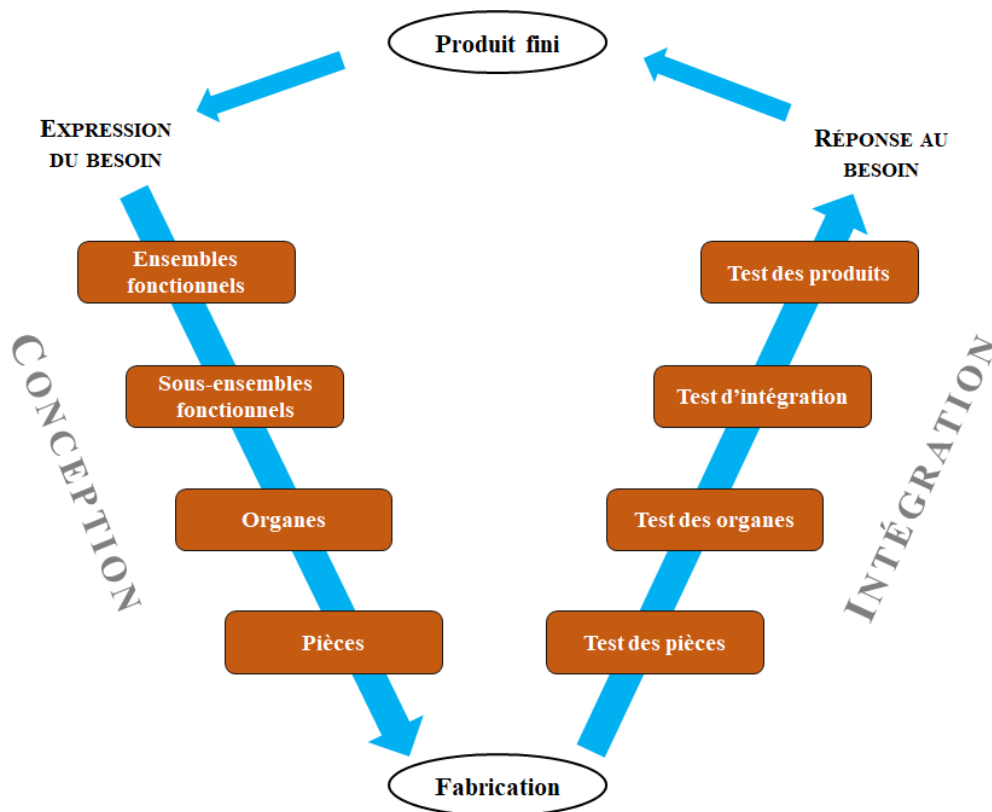 Produit fini
EXPRESSION
DU BESOIN
RÉPONSE AU
BESOIN
Ensembles
fonctionnels
Test des produits
Sous-ensembles
fonctionnels
Test d'intégration
CONCEPTION
INTÉGRATION
Organes
Test des organes
Pièces
Test des pièces
Fabrication